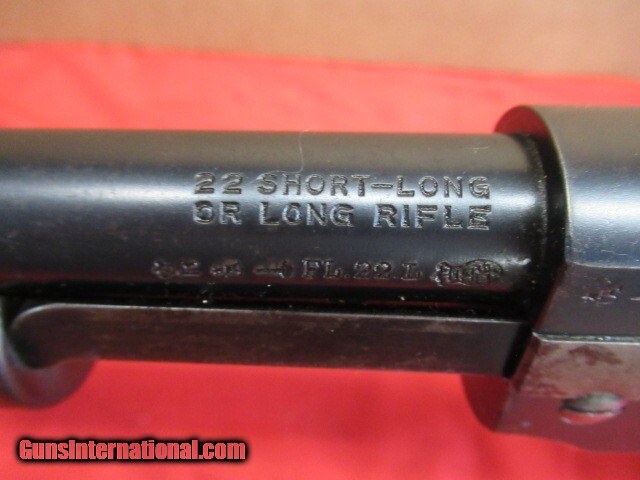 22 SHORT-LONG
OR LONG RIFLE
PL 22 L
GunsInternational.com